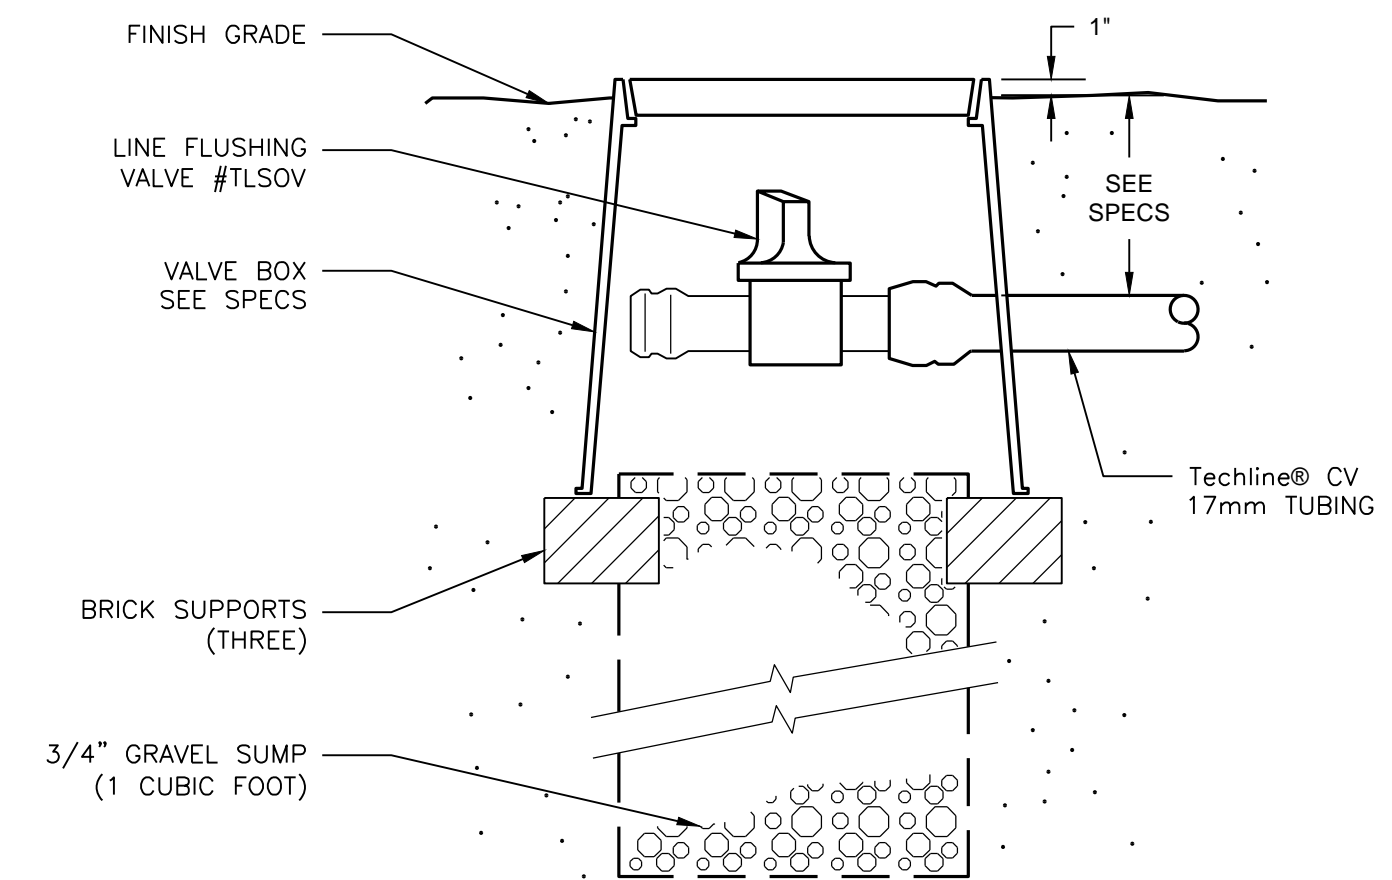 FINISH GRADE
1"
LINE FLUSHING
VALVE #TLSOV
SEE
SPECS
VALVE BOX
SEE SPECS
Techline® CV
17mm TUBING
BRICK SUPPORTS
(THREE)
3/4” GRAVEL SUMP
(1 CUBIC FOOT)